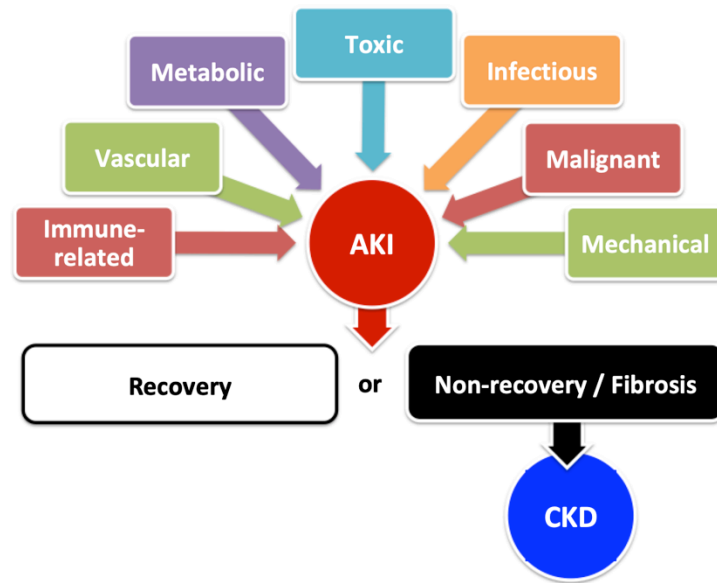 Toxic
Metabolic
Infectious
Vascular
Malignant
Immune-
related
AKI
Mechanical
Recovery
or
Non-recovery / Fibrosis
CKD